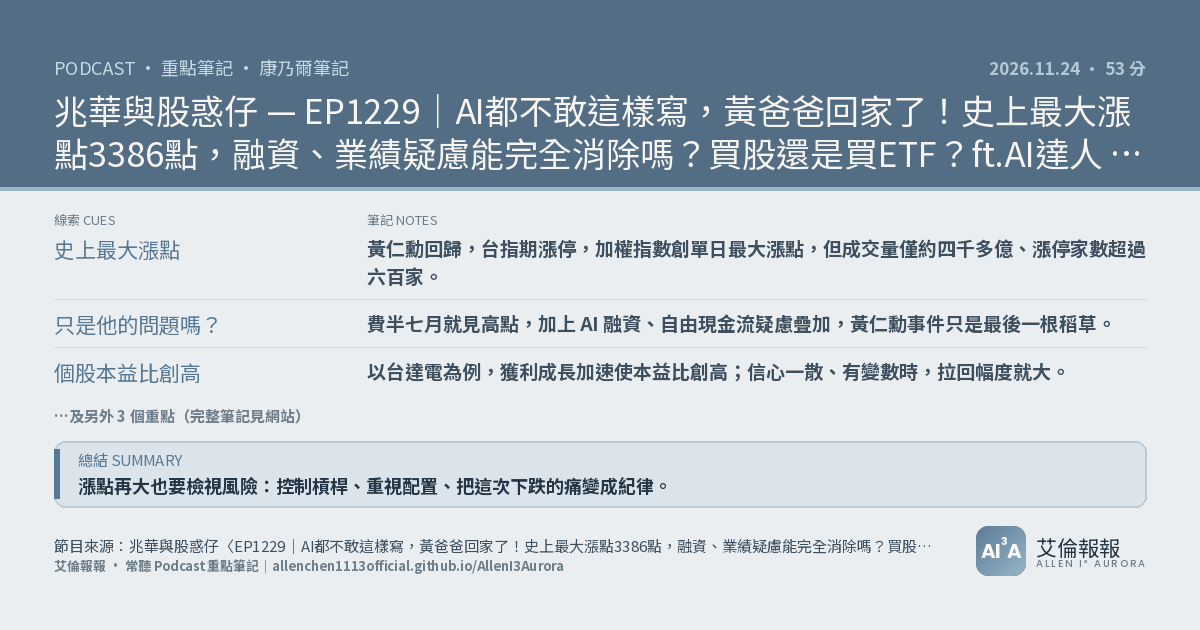 PODCAST · 重點筆記 · 康乃爾筆記
2026.11.24 · 53 分
兆華與股惑仔 — EP1229｜AI都不敢這樣寫，黃爸爸回家了！史上最大漲
點3386點，融資、業績疑慮能完全消除嗎？買股還是買ETF？ft.AI達人 …
線索 CUES
筆記 NOTES
史上最大漲點
黃仁勳回歸，台指期漲停，加權指數創單日最大漲點，但成交量僅約四千多億、漲停家數超過
六百家。
只是他的問題嗎？
費半七月就見高點，加上 AI 融資、自由現金流疑慮疊加，黃仁勳事件只是最後一根稻草。
個股本益比創高
以台達電為例，獲利成長加速使本益比創高；信心一散、有變數時，拉回幅度就大。
…及另外 3 個重點（完整筆記見網站）
總結 SUMMARY
漲點再大也要檢視風險：控制槓桿、重視配置、把這次下跌的痛變成紀律。
節目來源：兆華與股惑仔〈EP1229｜AI都不敢這樣寫，黃爸爸回家了！史上最大漲點3386點，融資、業績疑慮能完全消除嗎？買股…
艾倫報報 · 常聽 Podcast 重點筆記｜allenchen1113official.github.io/AllenI3Aurora
AI³A
艾倫報報
ALLEN I³ AURORA